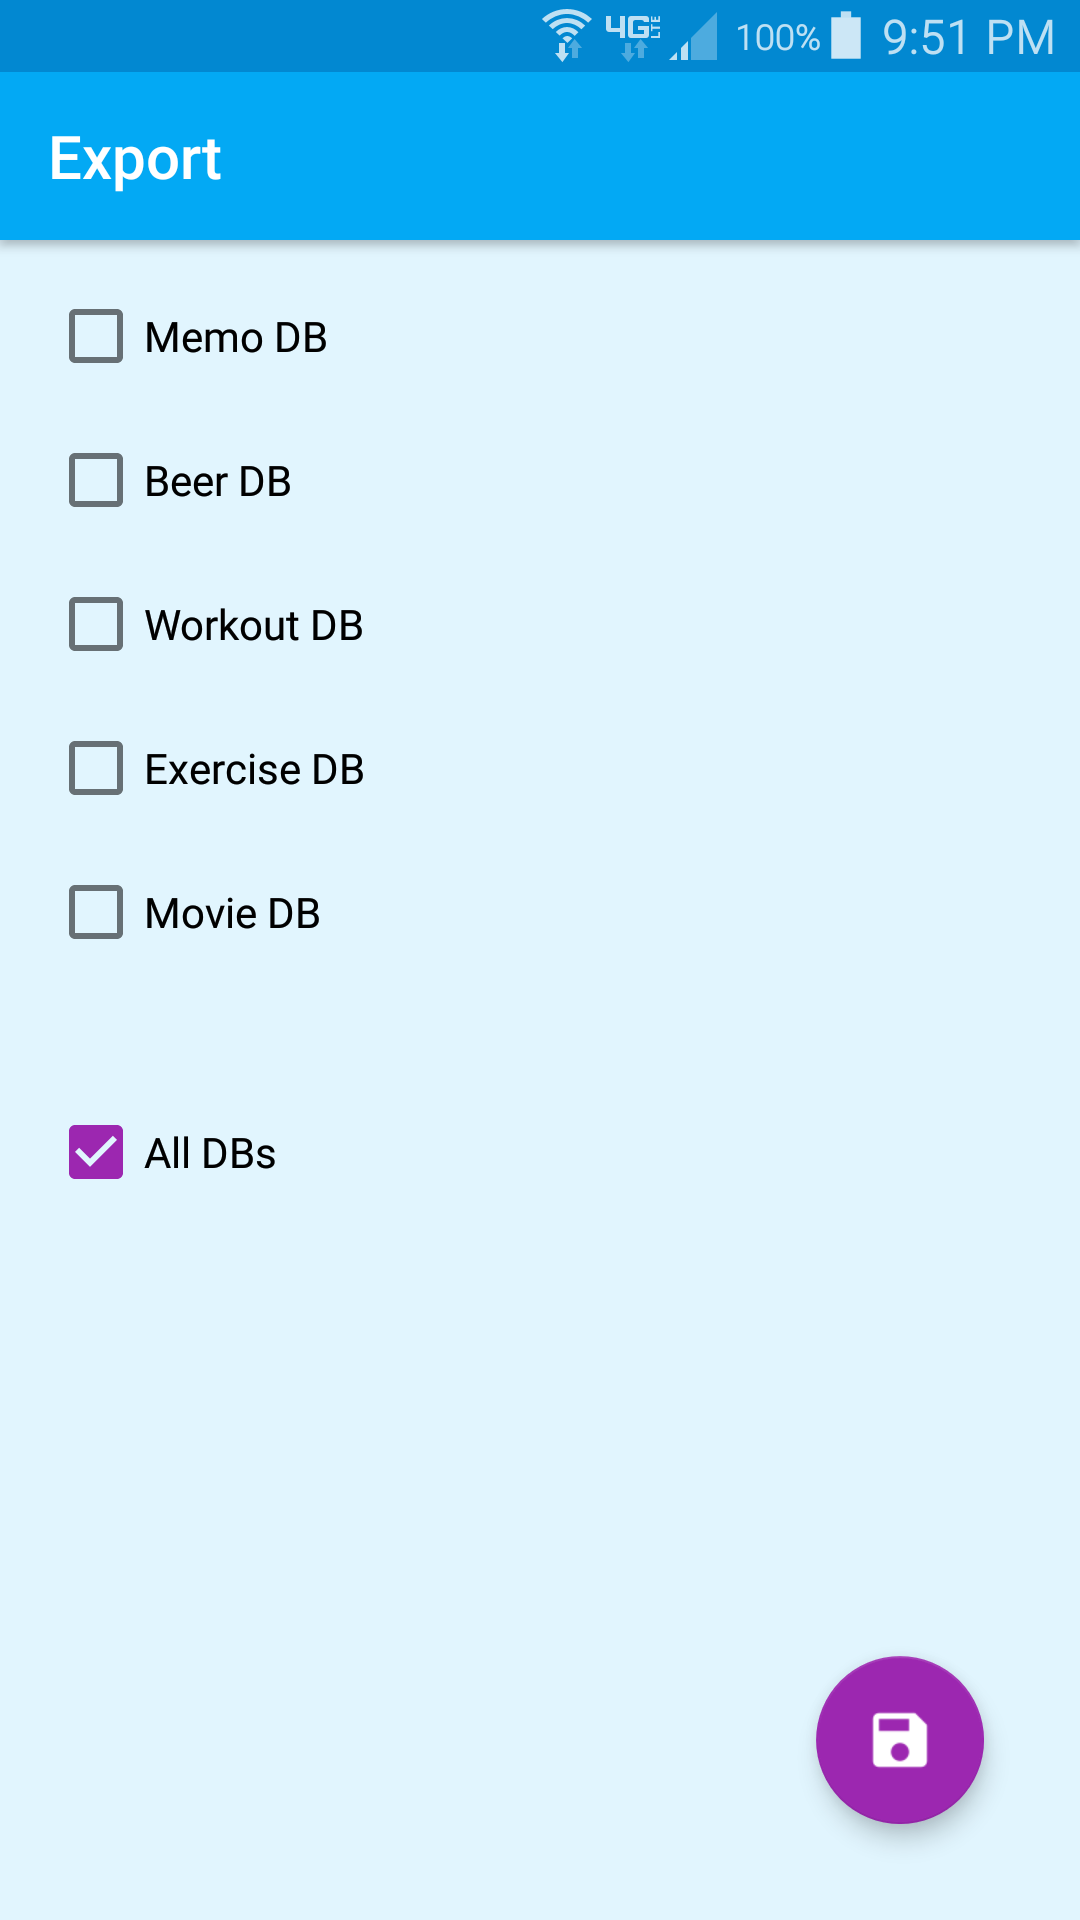 4G LTE 100% 9:51 PM
Export
Memo DB
Beer DB
Workout DB
Exercise DB
Movie DB
All DBs